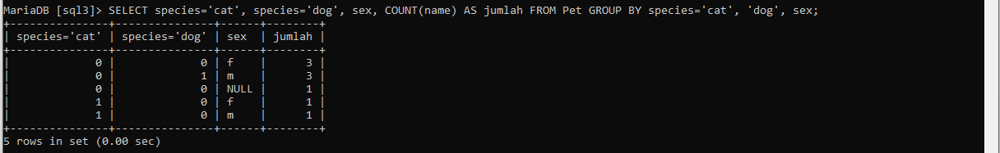 MariaDB [sql3]> SELECT species='cat', species='dog', sex, COUNT(name) AS jumlah FROM Pet GROUP BY species='cat', 'dog', sex;
+---------------+---------------+------+--------+
| species='cat' | species='dog' | sex  | jumlah |
+---------------+---------------+------+--------+
|             0 |             0 | f    |      3 |
|             0 |             1 | m    |      3 |
|             0 |             0 | NULL |      1 |
|             1 |             0 | f    |      1 |
|             1 |             0 | m    |      1 |
+---------------+---------------+------+--------+
5 rows in set (0.00 sec)